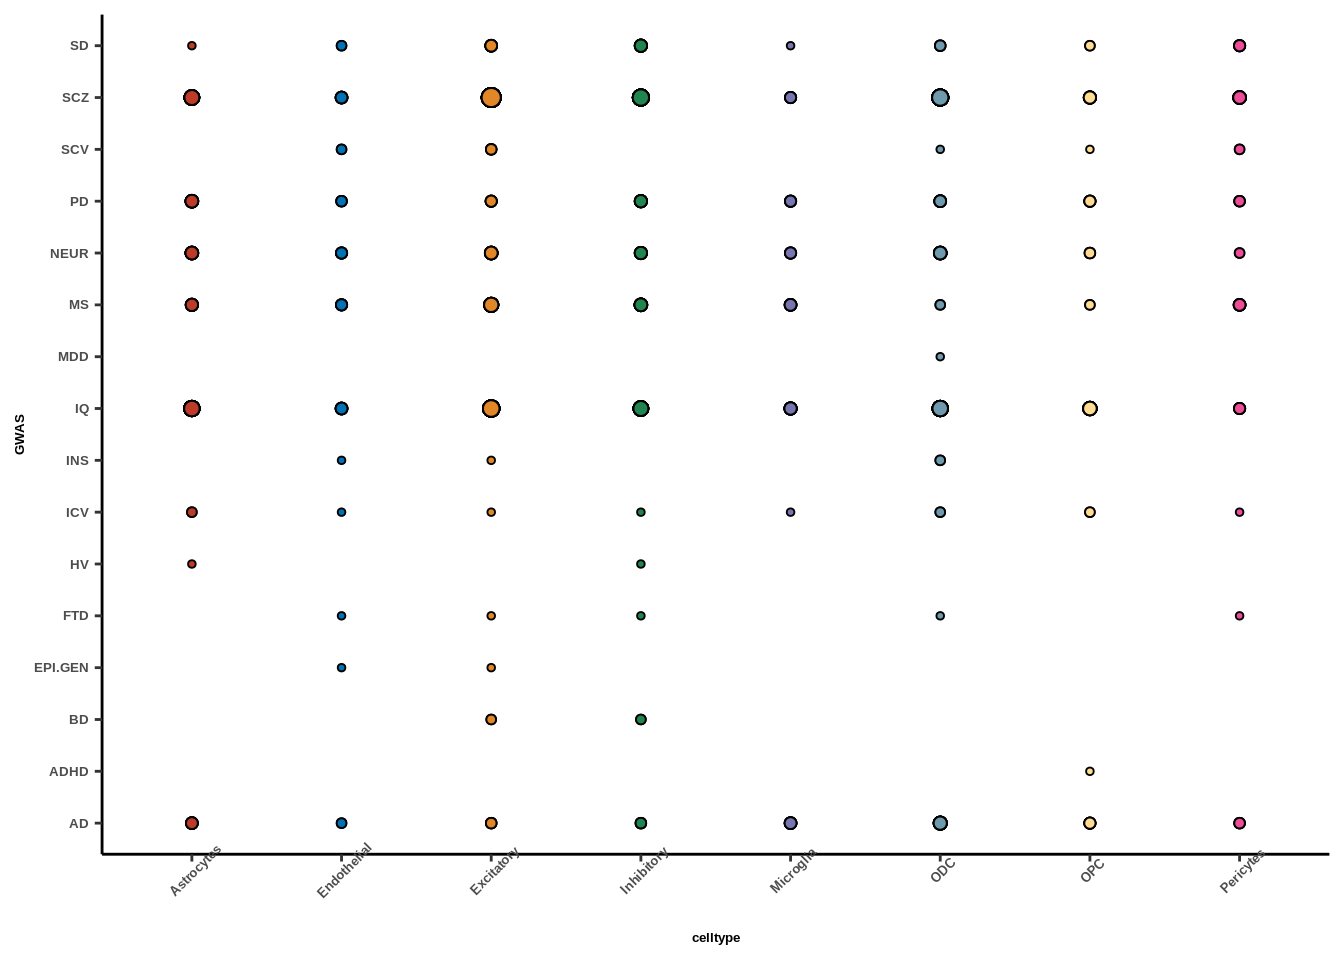 SD
SCZ
SCV
PD
NEUR
MS
MDD
IQ
INS
ICV
HV
FTD
EPI.GEN
BD
ADHD
AD
GWAS
Astrocytes
Endothelial
Excitatory
Inhibitory
Microglia
ODC
OPC
Pericytes
celltype